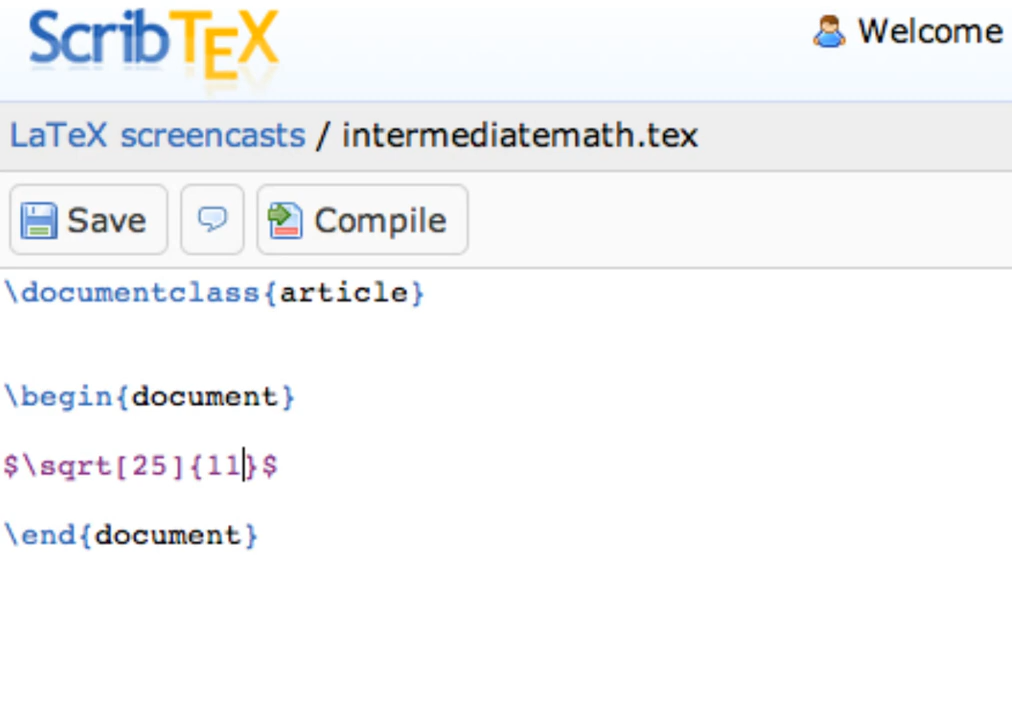 ScribTEX
Welcome
LaTeX screencasts / intermediatemath.tex
Save
Compile
\documentclass{article}
\begin{document}
$\sqrt[25]{11}$
\end{document}